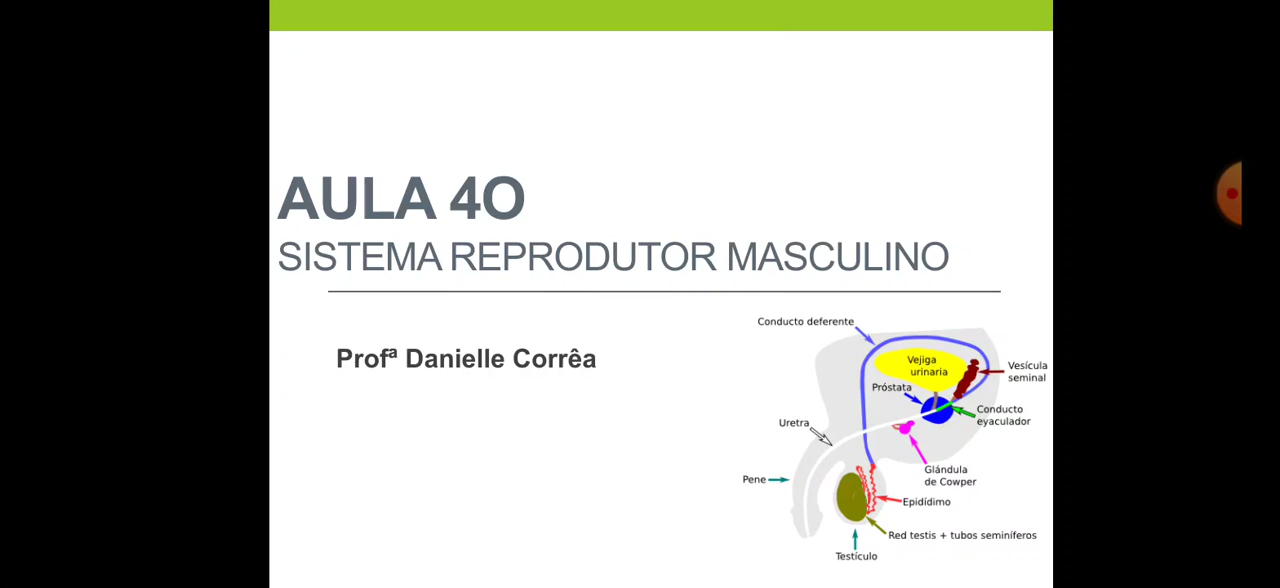 AULA 4O
SISTEMA REPRODUTOR MASCULINO
Profª Danielle Corrêa
Conducto deferente
Vejiga
urinaria
Vesícula
seminal
Próstata
Conducto
eyaculador
Uretra
Glándula
de Cowper
Pene
Epidídimo
Red testis + tubos seminíferos
Testículo